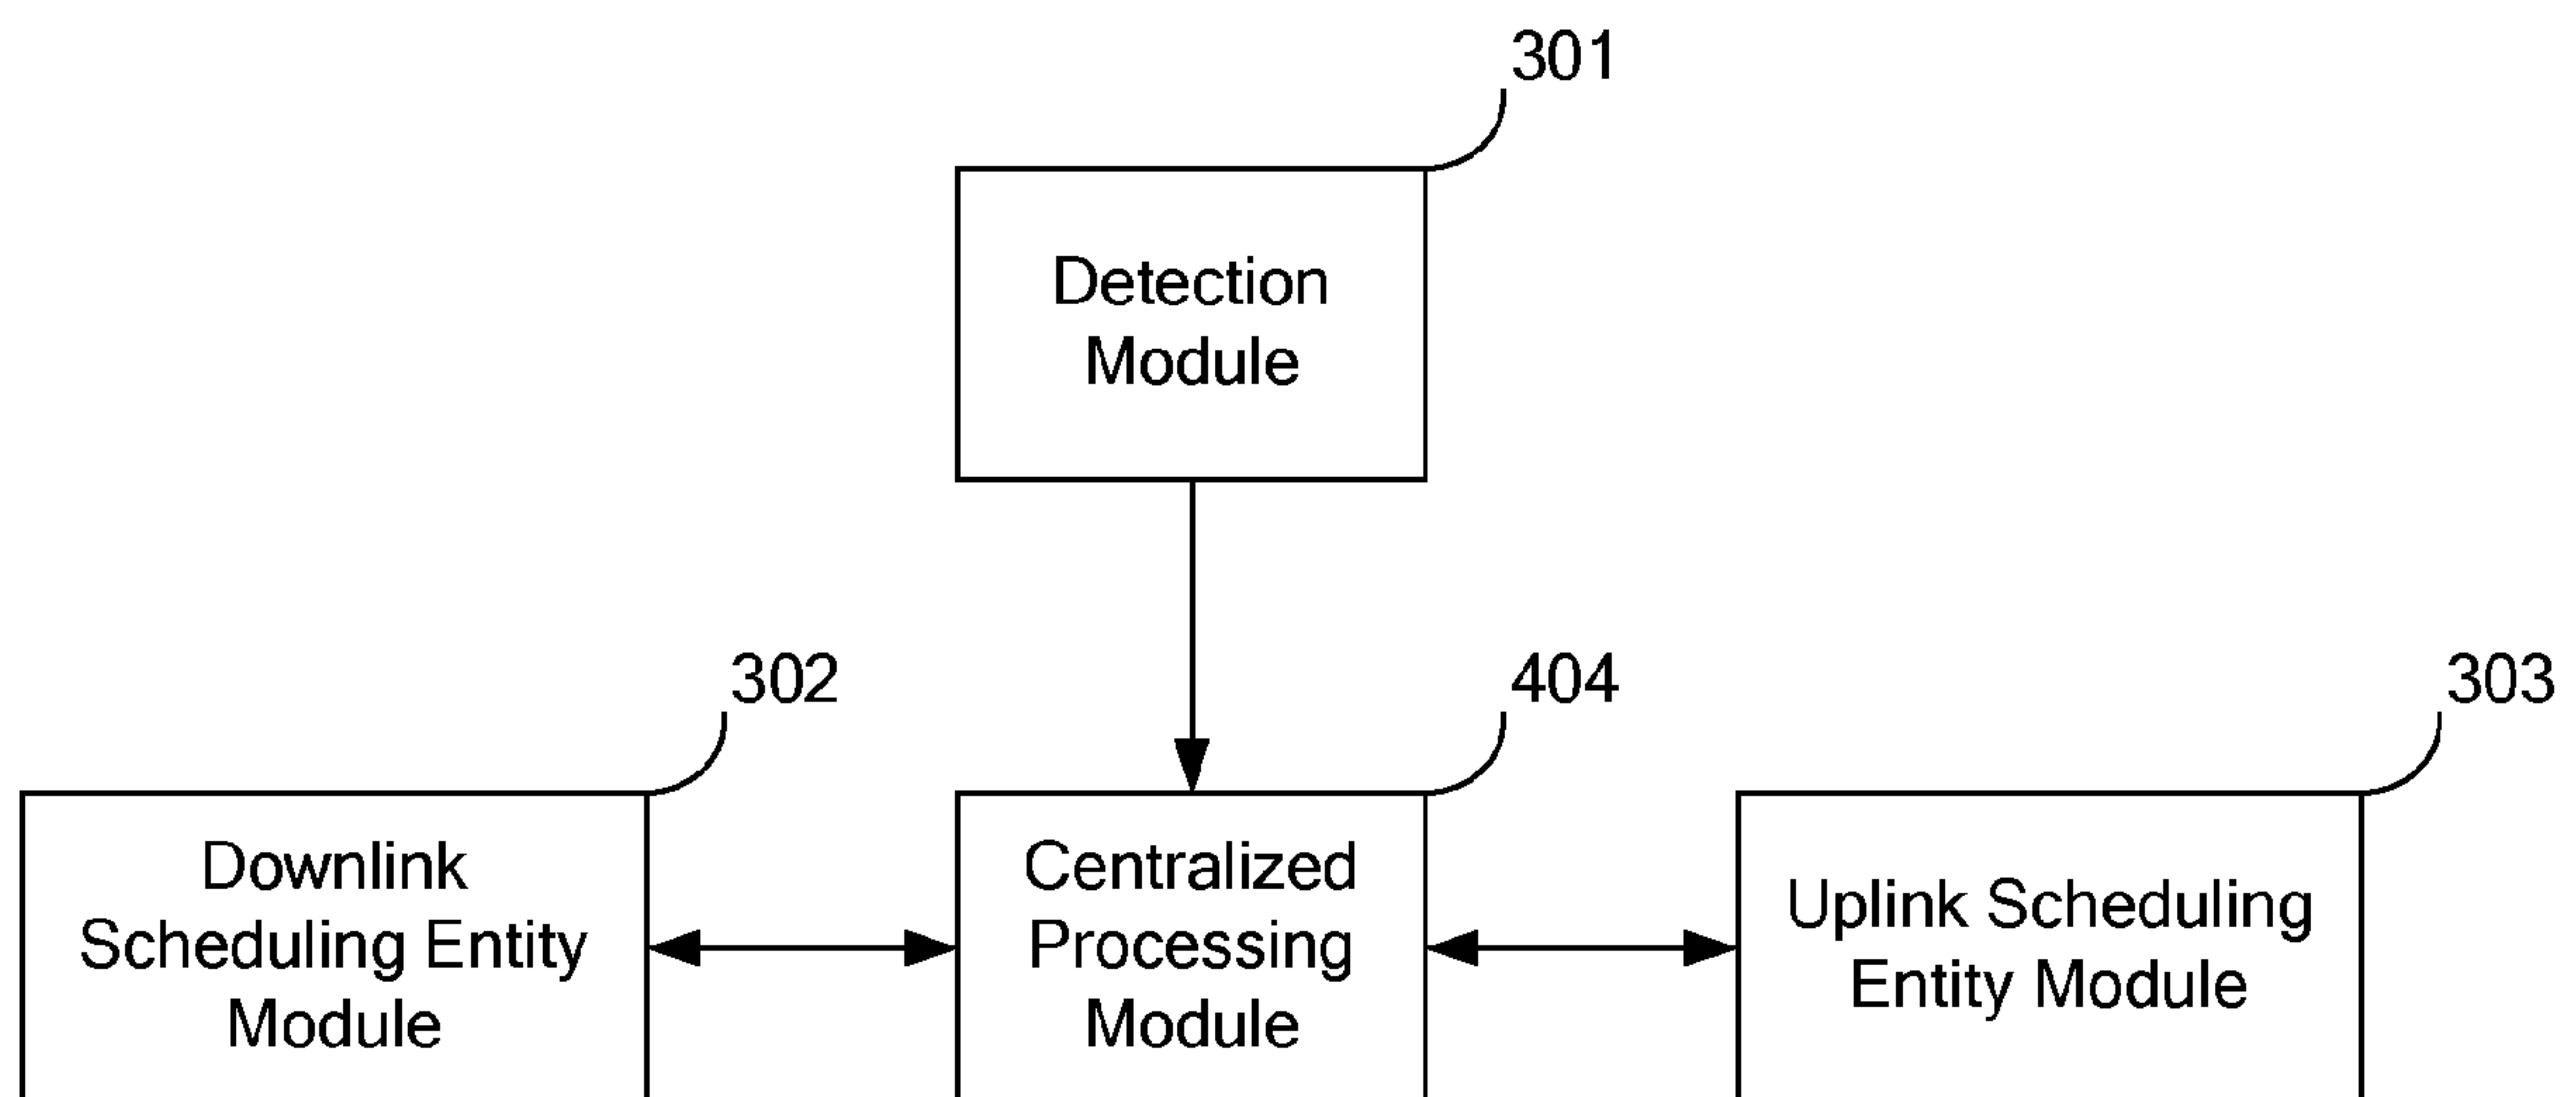 301
Detection
Module
302
404
303
Downlink
Scheduling Entity
Module
Centralized
Processing
Module
Uplink Scheduling
Entity Module